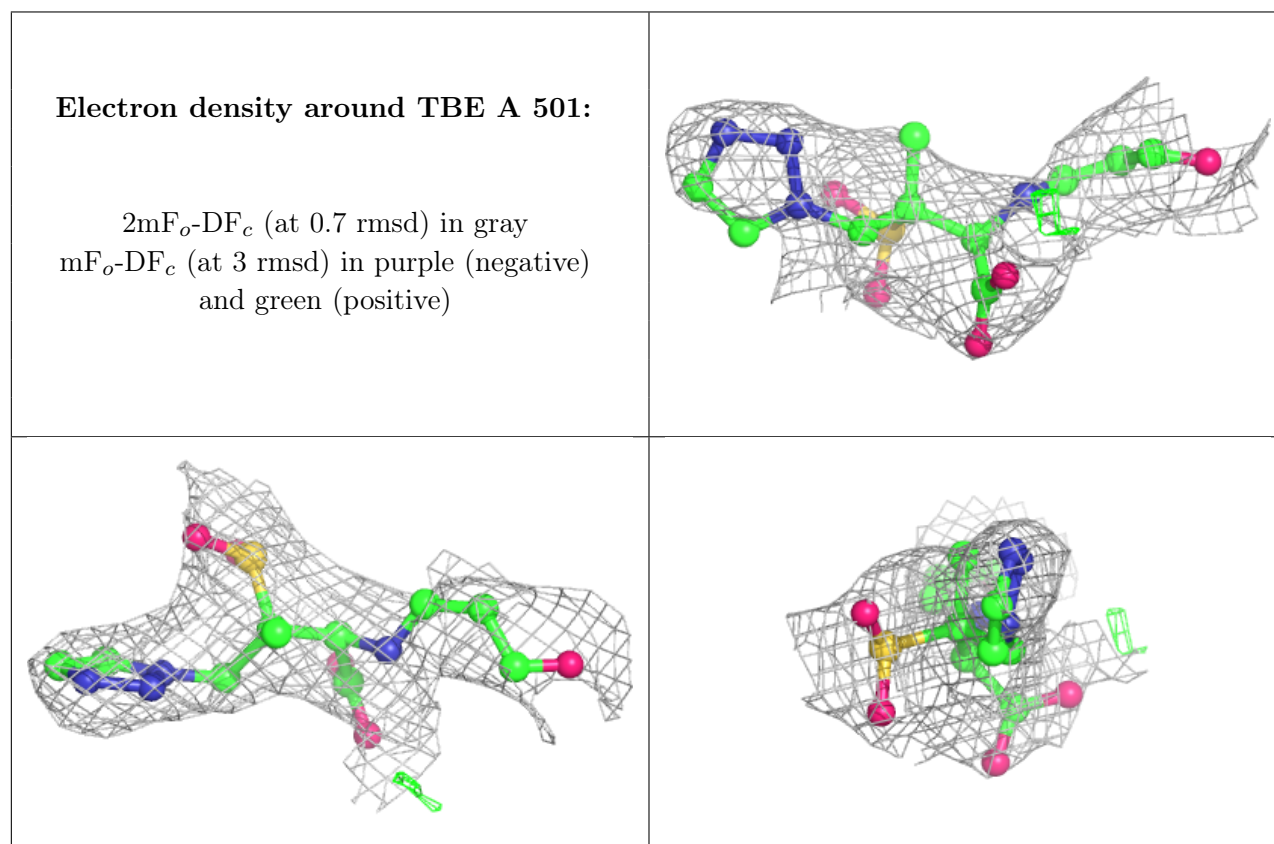 Electron density around TBE A 501:
2mFo-DFc (at 0.7 rmsd) in gray
mFo-DFc (at 3 rmsd) in purple (negative)
and green (positive)